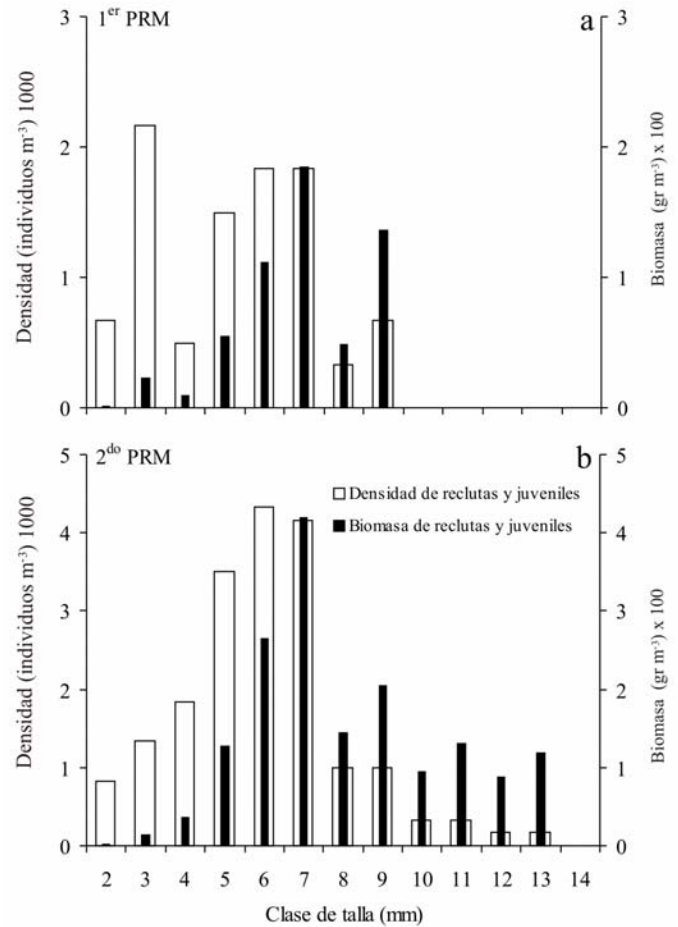 1er PRM
a
3
2
1
0
Densidad (individuos m-3) 1000
3
2
1
0
Biomasa (gr m-3) x 100
2do PRM
b
Densidad de reclutas y juveniles
Biomasa de reclutas y juveniles
5
4
3
2
1
0
Densidad (individuos m-3) 1000
5
4
3
2
1
0
Biomasa (gr m-3) x 100
2 3 4 5 6 7 8 9 10 11 12 13 14
Clase de talla (mm)